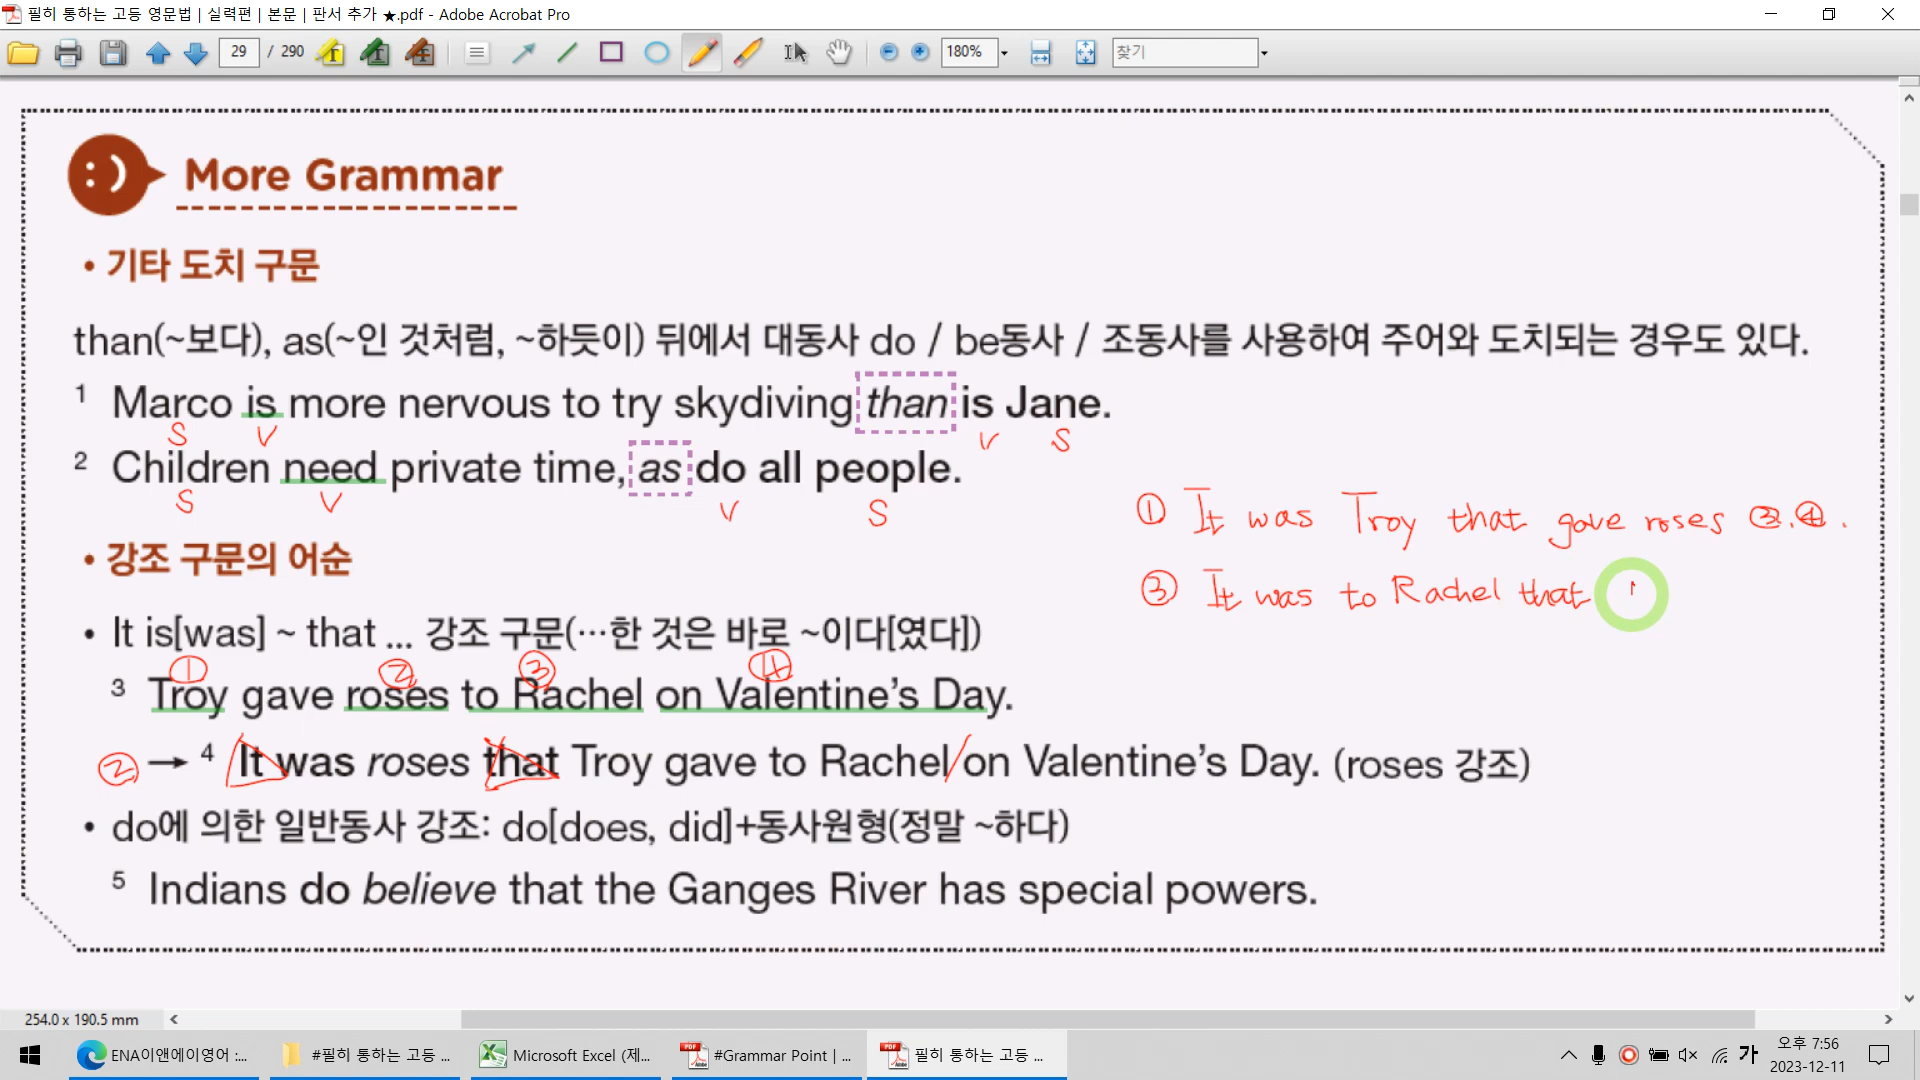 필히 통하는 고등 영문법 | 실력편 | 본문 | 판서 추가 ★.pdf - Adobe Acrobat Pro
29 / 290 180% 찾기
:) More Grammar
• 기타 도치 구문
than(~보다), as(~인 것처럼, ~하듯이) 뒤에서 대동사 do / be동사 / 조동사를 사용하여 주어와 도치되는 경우도 있다.
1 Marco is more nervous to try skydiving than is Jane.
S V V S
2 Children need private time, as do all people.
S V V S
① It was Troy that gave roses ③.④.
• 강조 구문의 어순
③ It was to Rachel that
• It is[was] ~ that ... 강조 구문(···한 것은 바로 ~이다[였다])
① ② ③ ④
3 Troy gave roses to Rachel on Valentine's Day.
② → 4 It was roses that Troy gave to Rachel/on Valentine's Day. (roses 강조)
• do에 의한 일반동사 강조: do[does, did]+동사원형(정말 ~하다)
5 Indians do believe that the Ganges River has special powers.
254.0 x 190.5 mm
ENA이앤에이영어 :... #필히 통하는 고등 ... Microsoft Excel (제... #Grammar Point | ... 필히 통하는 고등 ... 가 오후 7:56
2023-12-11